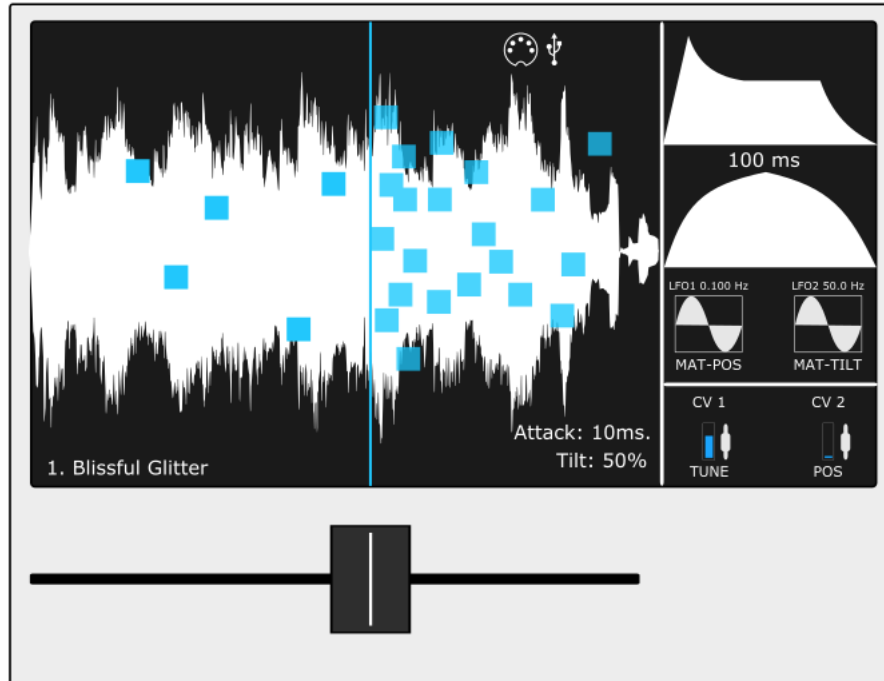 100 ms
LFO1 0.100 Hz
LFO2 50.0 Hz
MAT-POS
MAT-TILT
Attack: 10ms.
Tilt: 50%
1. Blissful Glitter
CV 1
CV 2
TUNE
POS